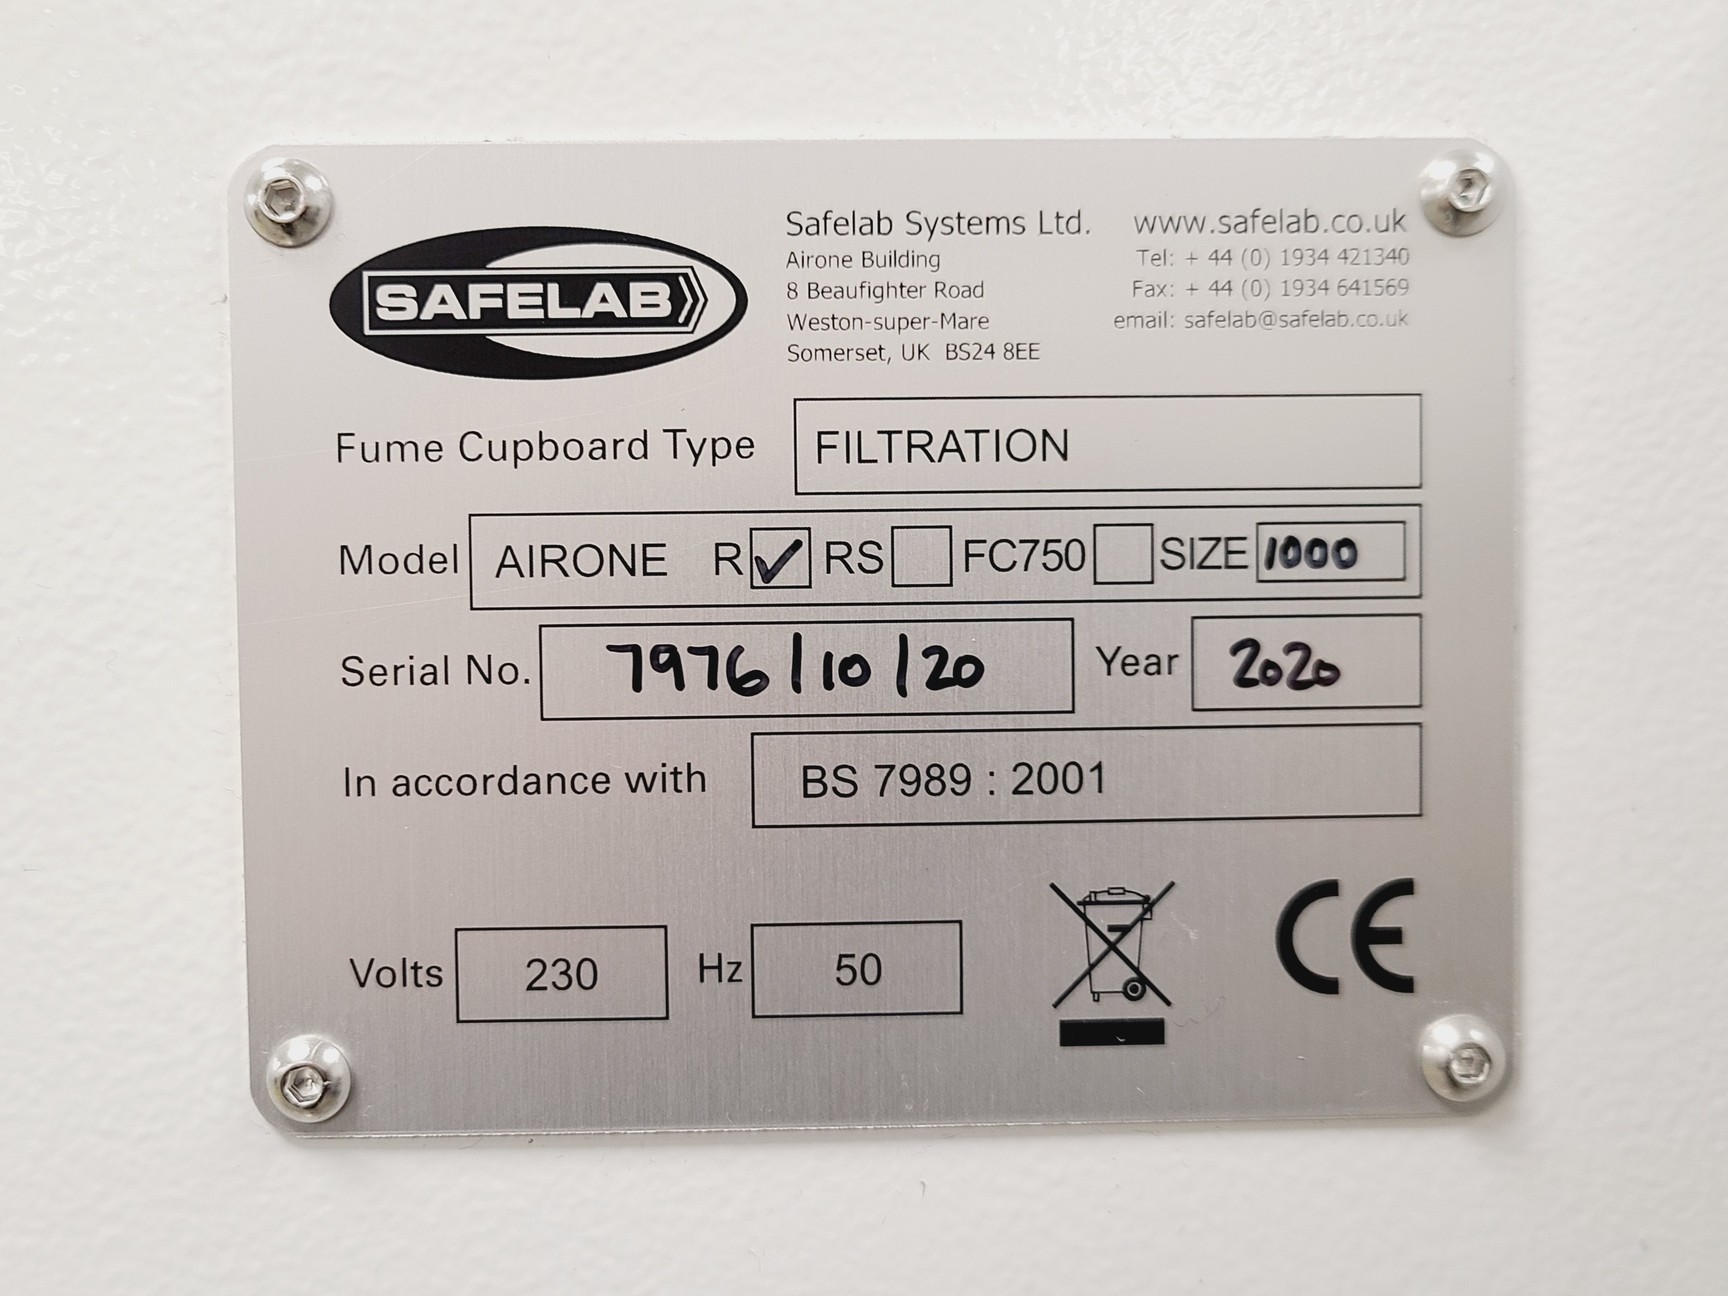 SAFELAB
Safelab Systems Ltd.
Airone Building
8 Beaufighter Road
Weston-super-Mare
Somerset, UK BS24 8EE
www.safelab.co.uk
Tel: + 44 (0) 1934 421340
Fax: + 44 (0) 1934 641569
email: safelab@safelab.co.uk
Fume Cupboard Type FILTRATION
Model AIRONE R ✓ RS FC750 SIZE 1000
Serial No. 7976/10/20 Year 2020
In accordance with BS 7989 : 2001
Volts 230 Hz 50
CE